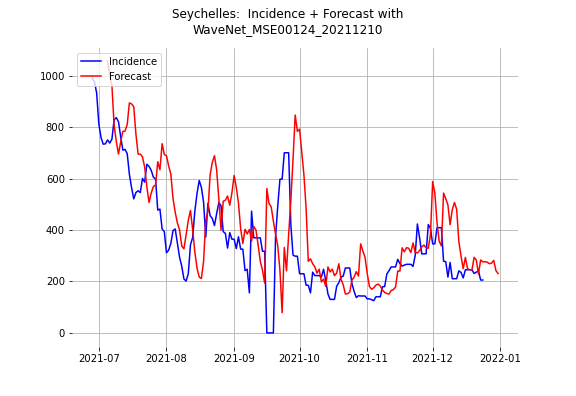 Seychelles:  Incidence + Forecast with
WaveNet_MSE00124_20211210
Incidence
Forecast
1000
800
600
400
200
0
2021-07 2021-08 2021-09 2021-10 2021-11 2021-12 2022-01